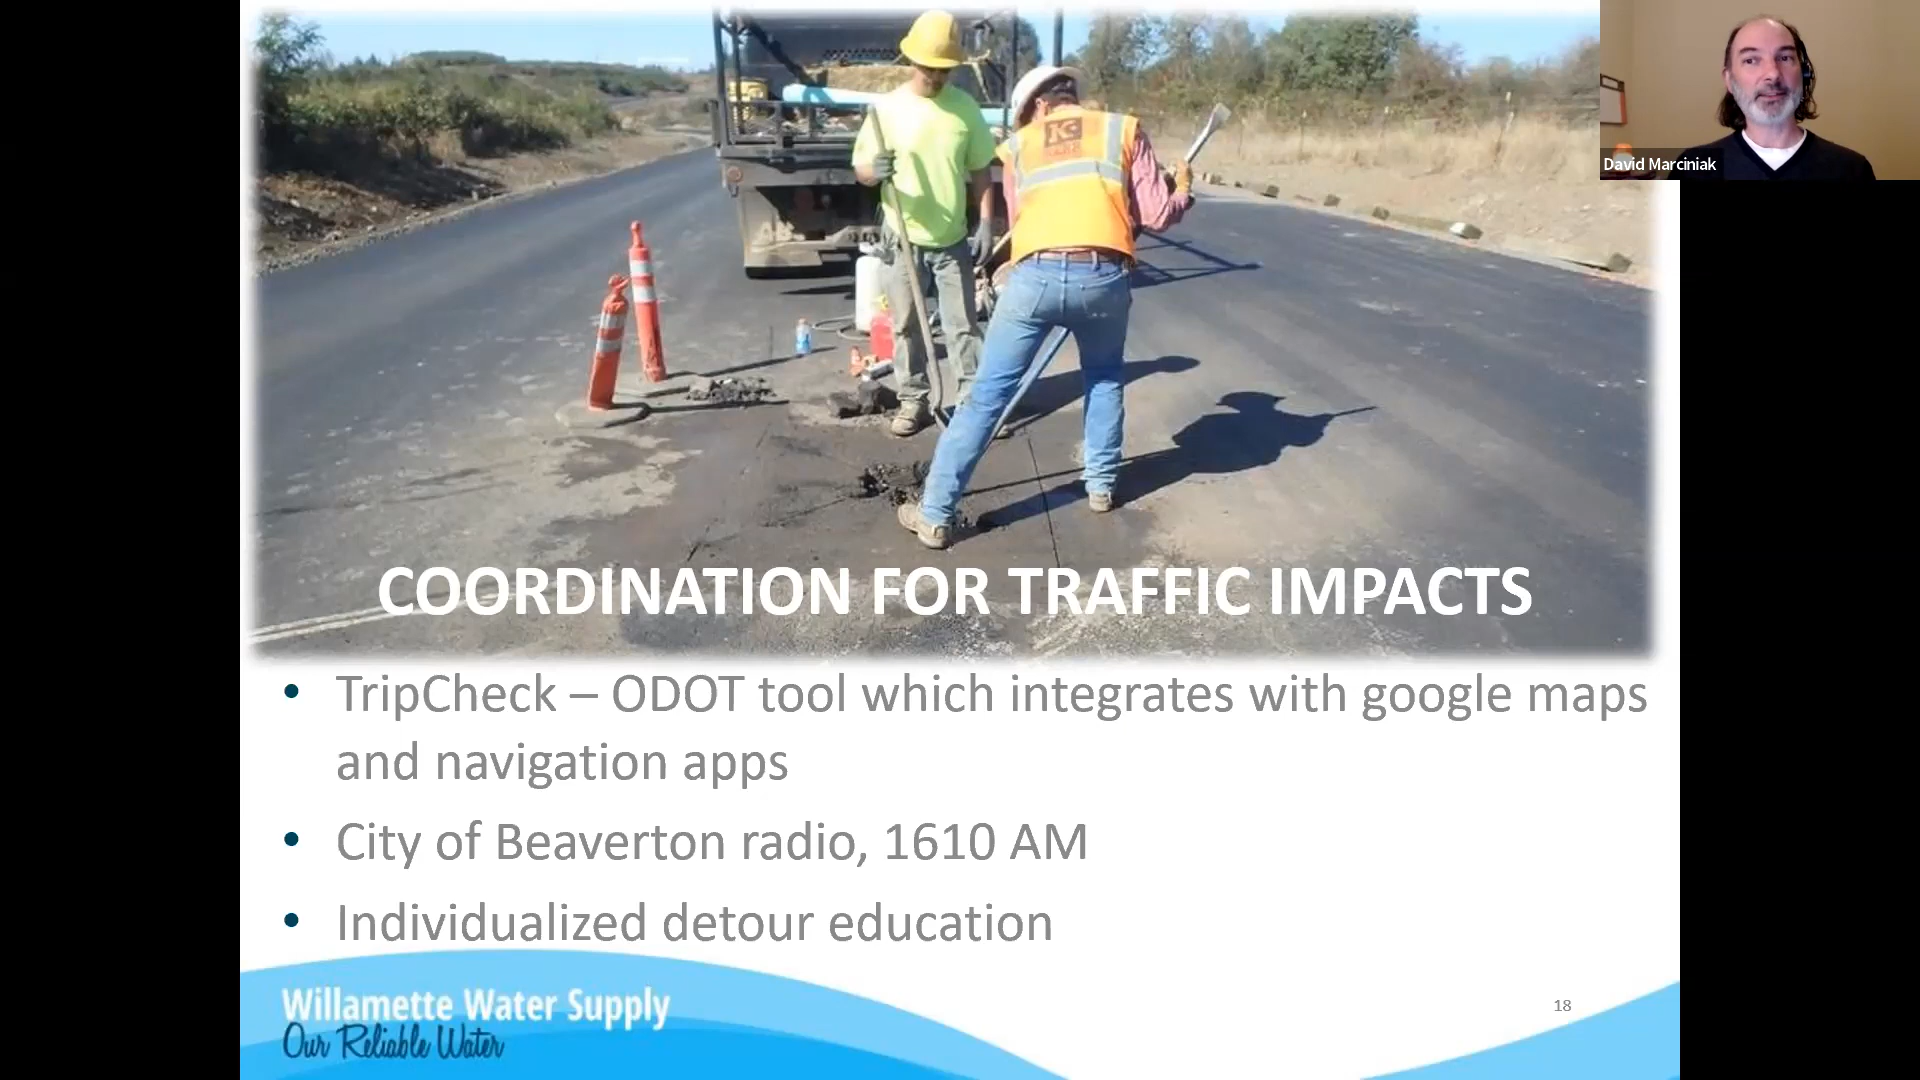 David Marciniak
K
COORDINATION FOR TRAFFIC IMPACTS
• TripCheck – ODOT tool which integrates with google maps
and navigation apps
• City of Beaverton radio, 1610 AM
• Individualized detour education
Willamette Water Supply
Our Reliable Water
18